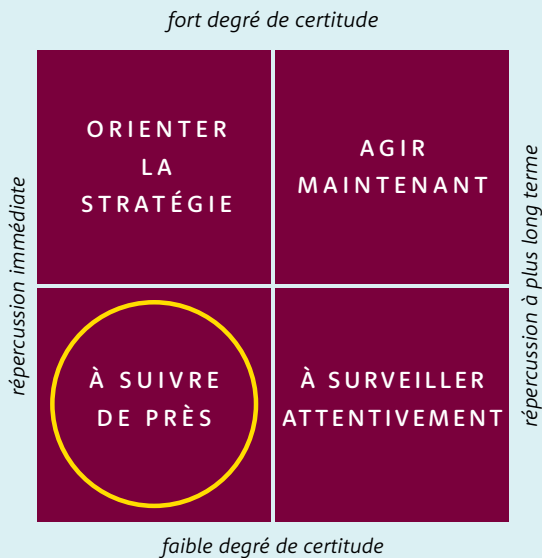 fort degré de certitude
ORIENTER
LA
STRATÉGIE
AGIR
MAINTENANT
répercussion immédiate
répercussion à plus long terme
À SUIVRE
DE PRÈS
À SURVEILLER
ATTENTIVEMENT
faible degré de certitude